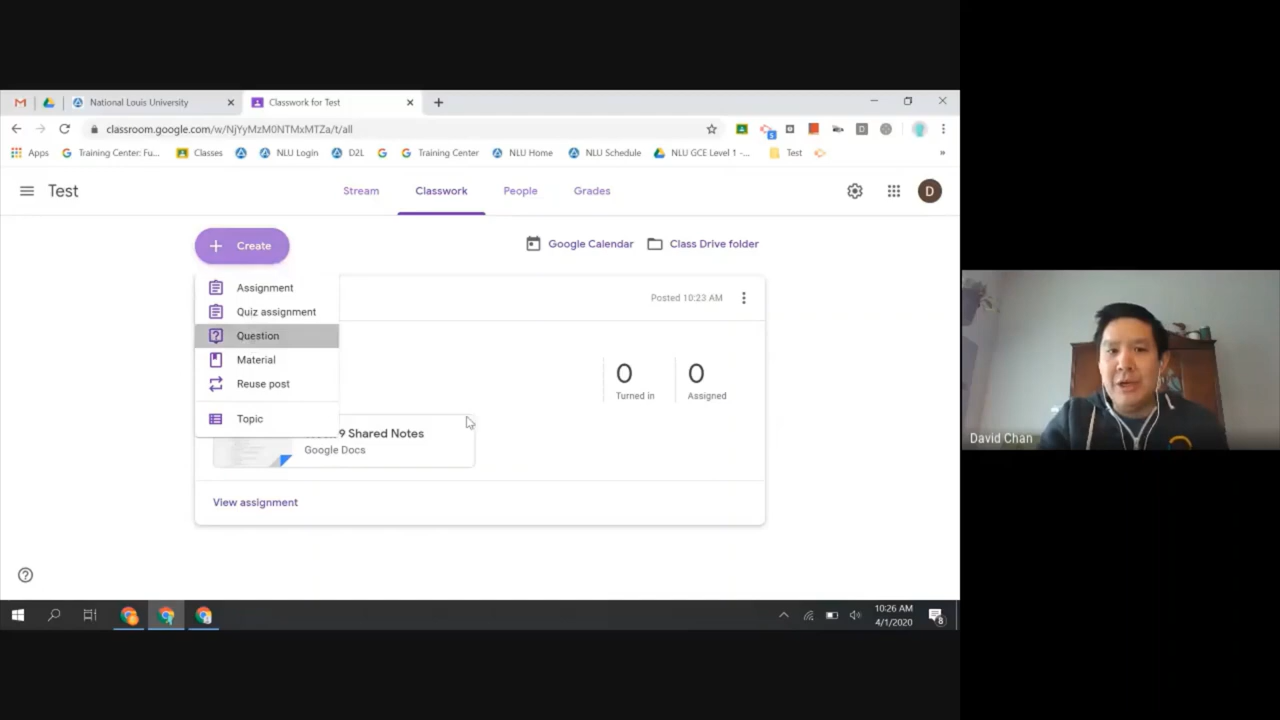 National Louis University
Classwork for Test
classroom.google.com/w/NjYyMzM0NTMxMTZa/t/all
Apps
Training Center: Fu...
Classes
NLU Login
D2L
Training Center
NLU Home
NLU Schedule
NLU GCE Level 1 -...
Test
»
Test
Stream
Classwork
People
Grades
D
Create
Google Calendar
Class Drive folder
Assignment
Posted 10:23 AM
Quiz assignment
Question
Material
0
0
Reuse post
Turned in
Assigned
Topic
9 Shared Notes
Google Docs
View assignment
David Chan
10:26 AM
4/1/2020
8